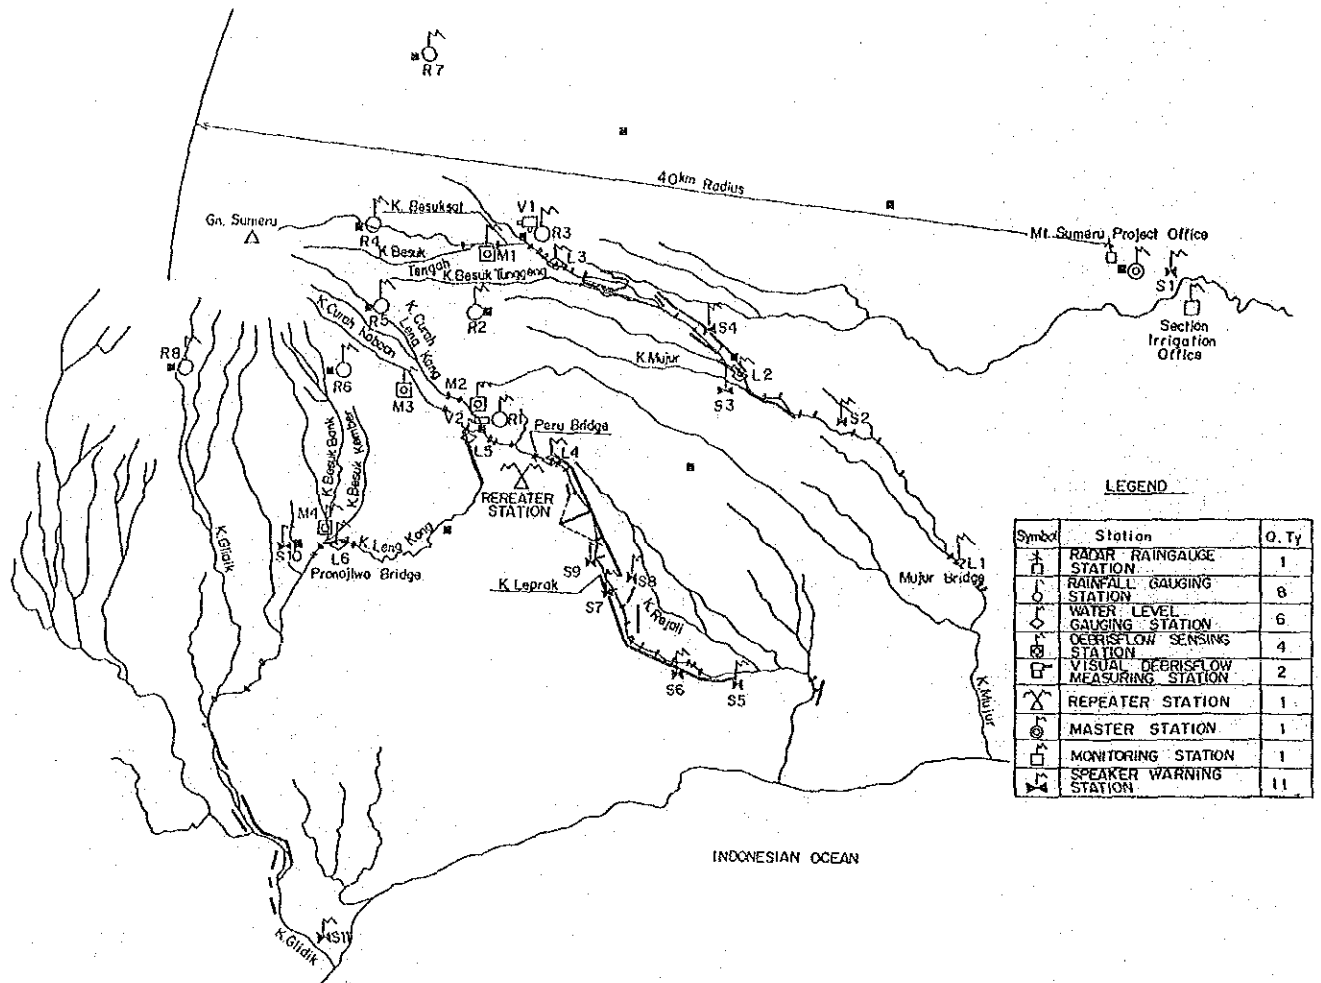 R7
40km Radius
K. Besuksat
V1
Gn. Sumeru
R4
R3
Mt. Sumeru Project Office
K.Besuk
Tengah
M1
L3
K.Besuk Tunggeng
S1
R5
K.Curah
Leng Kong
K.Curah Koboan
R2
S4
Section
Irrigation
Office
R8
R6
K.Mujur
L2
M3
M2
S3
S2
V2
R1
Peru Bridge
L5
L4
K.Besuk Bank
K.Besuk Kember
REREATER
STATION
LEGEND
M4
K.Glidik
L6
K.Leng Kong
Pronojiwo Bridge
S9
S8
Mujur Bridge
L1
K.Leprak
S7
K.Rejali
S6
S5
K.Mujur
Symbol Station Q.Ty
RADAR RAINGAUGE
STATION 1
RAINFALL GAUGING
STATION 8
WATER LEVEL
GAUGING STATION 6
DEBRISFLOW SENSING
STATION 4
VISUAL DEBRISFLOW
MEASURING STATION 2
REPEATER STATION 1
MASTER STATION 1
MONITORING STATION 1
SPEAKER WARNING
STATION 11
INDONESIAN OCEAN
S11
K.Glidik